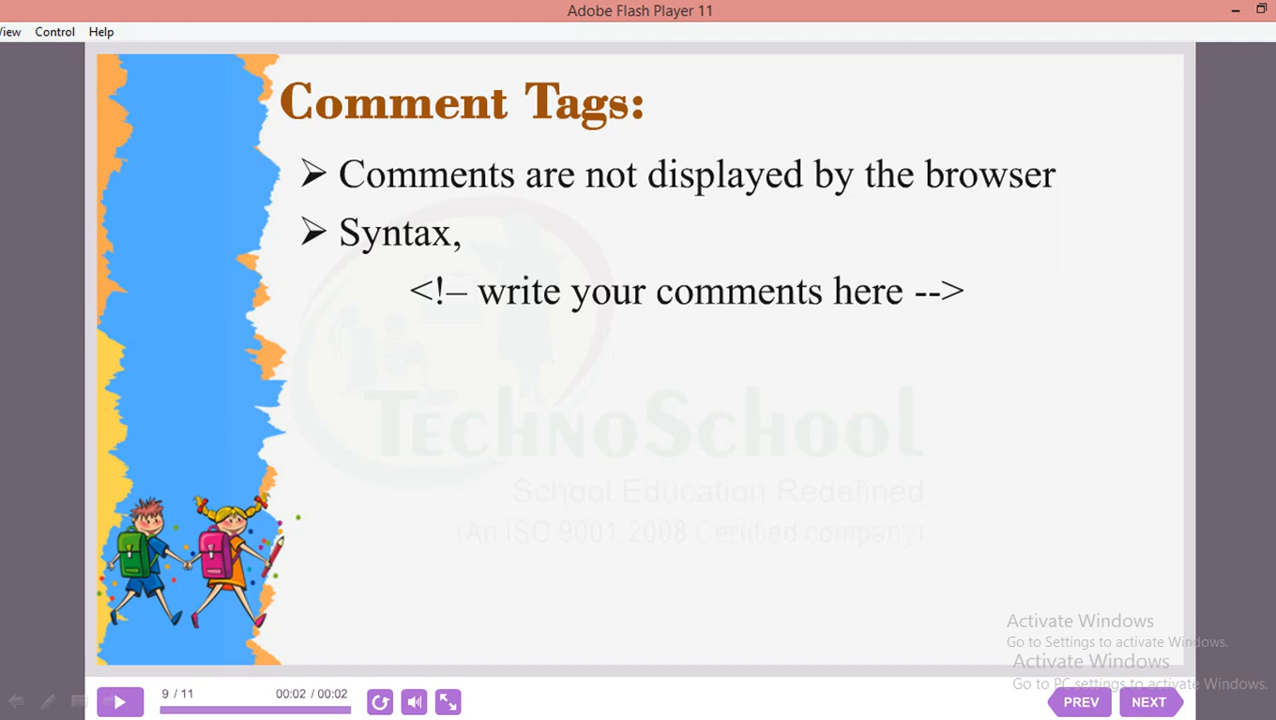 Adobe Flash Player 11
View Control Help
Comment Tags:
➢ Comments are not displayed by the browser
➢ Syntax,
<!– write your comments here -->
TechnoSchool
School Education Redefined
(An ISO 9001:2008 Certified company)
Activate Windows
Go to Settings to activate Windows.
Activate Windows
Go to PC settings to activate Windows.
9 / 11 00:02 / 00:02 PREV NEXT